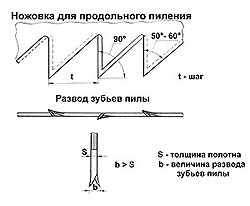 Ножовка для продольного пиления
90°
50°- 60°
t
t - шаг
Развод зубьев пилы
S
b > S
b
S - толщина полотна
b - величина развода
зубьев пилы